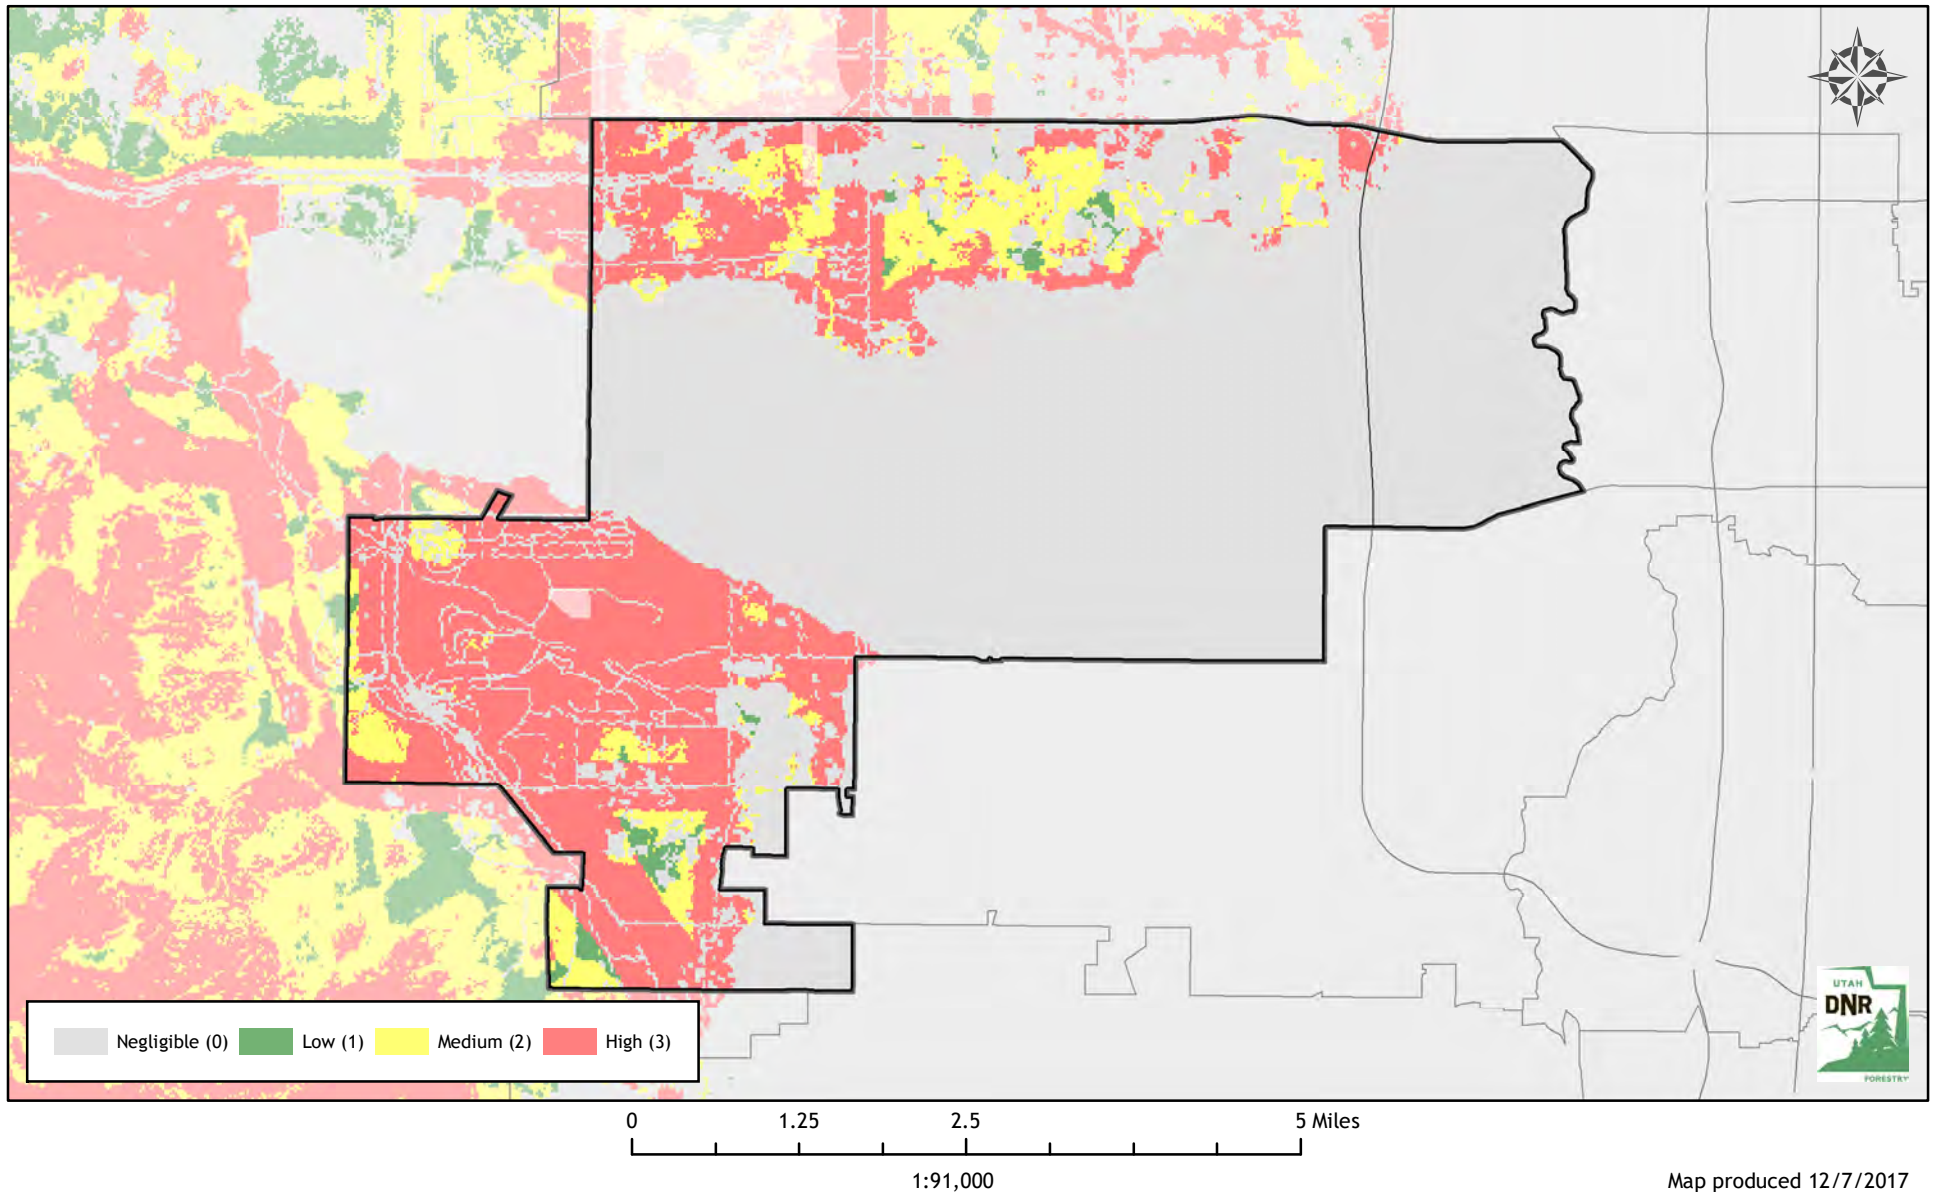 UTAH
DNR
FORESTRY
Negligible (0) Low (1) Medium (2) High (3)
0 1.25 2.5 5 Miles
1:91,000
Map produced 12/7/2017